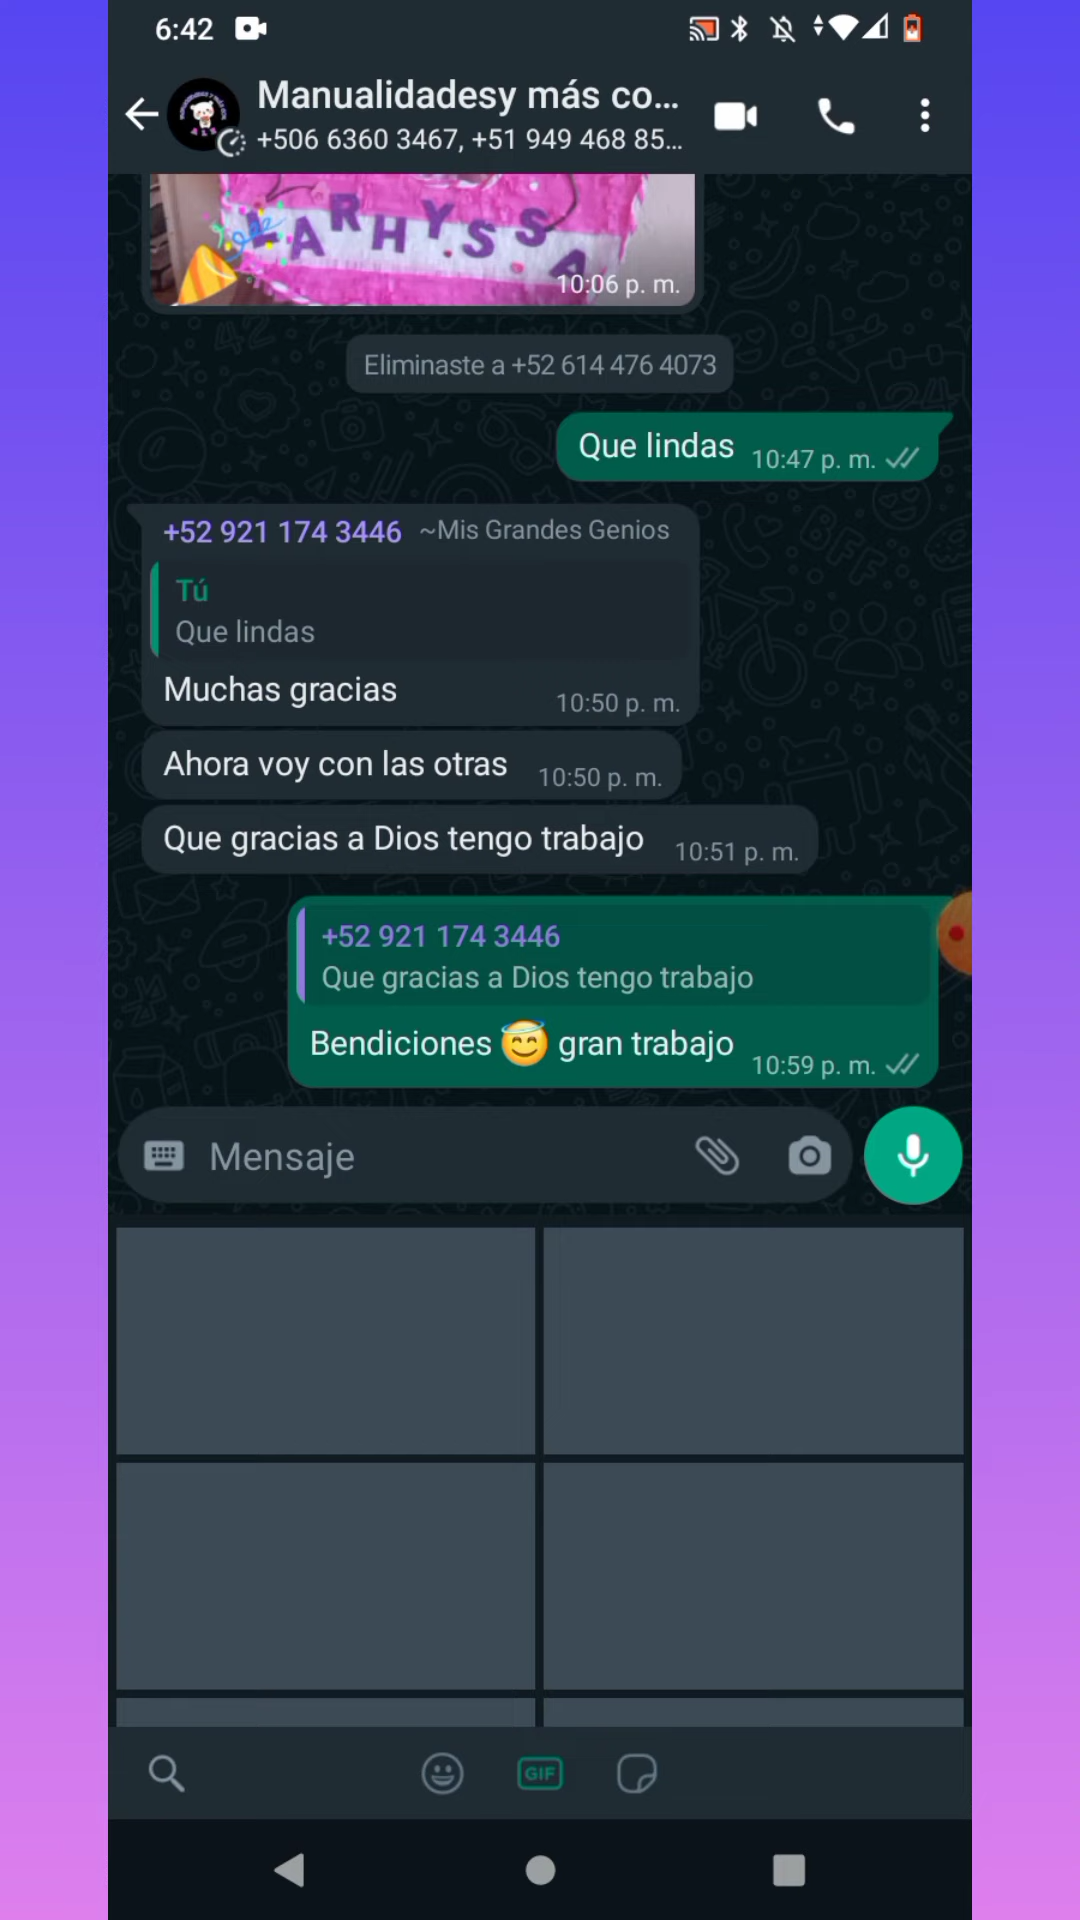 6:42
Manualidadesy más co...
+506 6360 3467, +51 949 468 85...
LARHYSSA
10:06 p. m.
Eliminaste a +52 614 476 4073
Que lindas 10:47 p. m.
+52 921 174 3446 ~Mis Grandes Genios
Tú
Que lindas
Muchas gracias 10:50 p. m.
Ahora voy con las otras 10:50 p. m.
Que gracias a Dios tengo trabajo 10:51 p. m.
+52 921 174 3446
Que gracias a Dios tengo trabajo
Bendiciones 😇 gran trabajo 10:59 p. m.
Mensaje
GIF